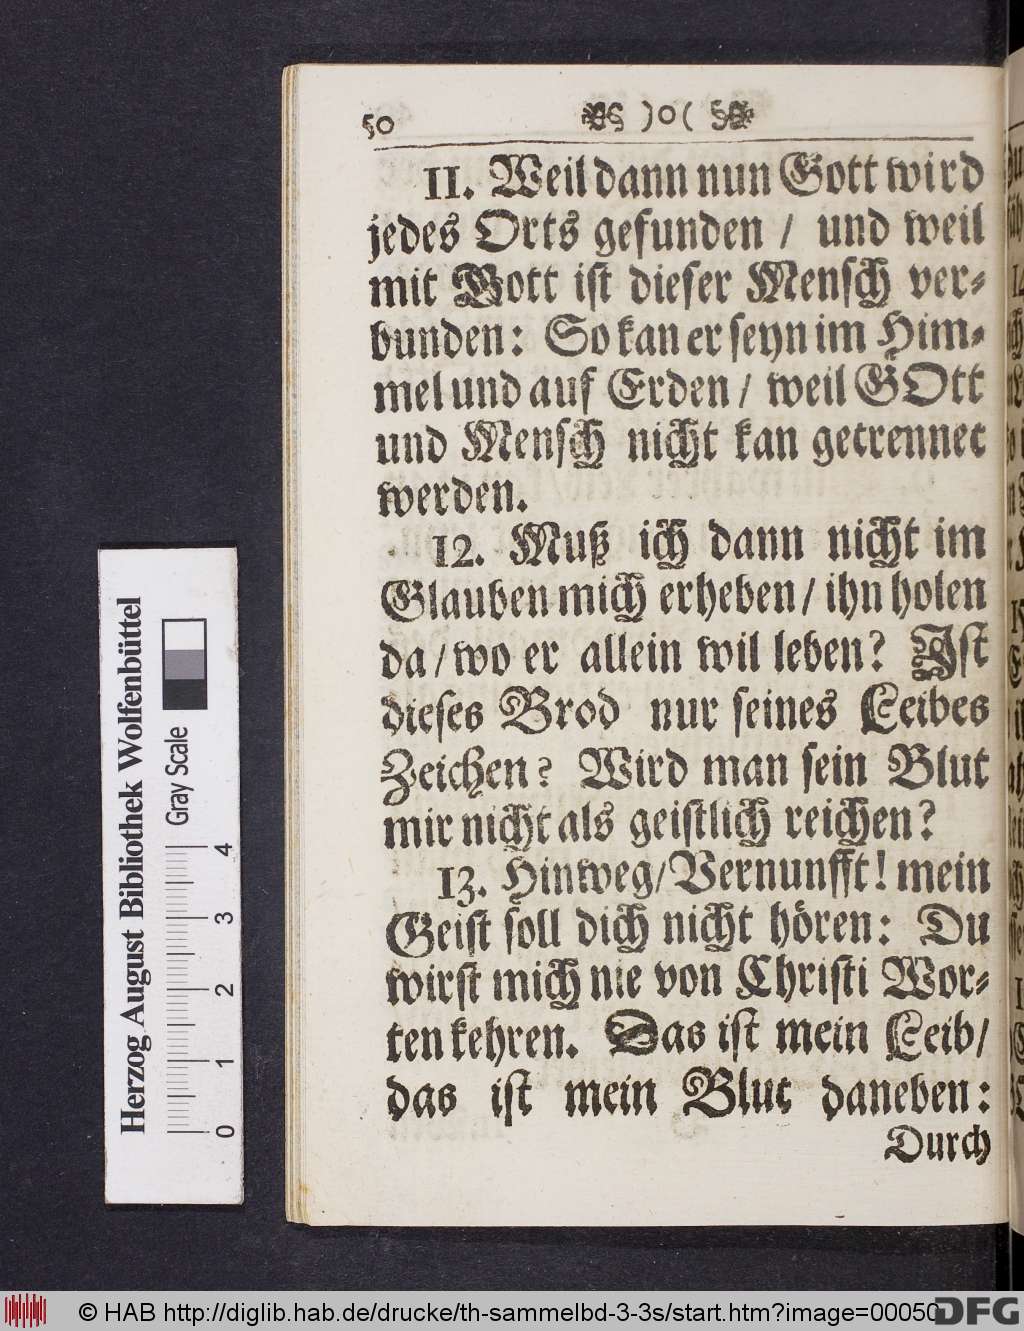 50 )o(
11. Weil dann nun Gott wird
jedes Orts gefunden / und weil
mit Gott ist dieser Mensch ver-
bunden: So kan er seyn im Him-
mel und auf Erden / weil GOtt
und Mensch nicht kan getrennet
werden.
12. Muß ich dann nicht im
Glauben mich erheben / ihn holen
da / wo er allein wil leben? Ist
dieses Brod nur seines Leibes
Zeichen? Wird man sein Blut
mir nicht als geistlich reichen?
13. Hinweg / Vernunfft! mein
Geist soll dich nicht hören: Du
wirst mich nie von Christi Wor-
ten kehren. Das ist mein Leib /
das ist mein Blut daneben:
Durch
Herzog August Bibliothek Wolfenbüttel
Gray Scale
0 1 2 3 4
© HAB http://diglib.hab.de/drucke/th-sammelbd-3-3s/start.htm?image=00050
DFG